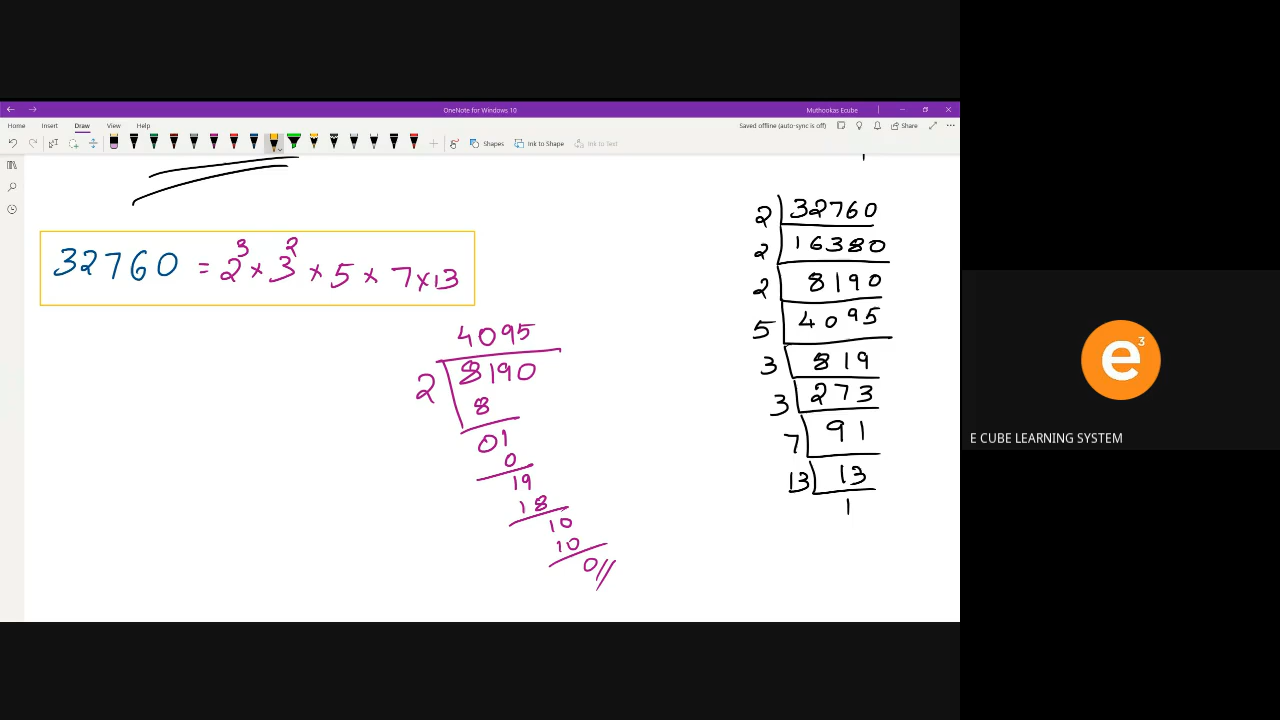 OneNote for Windows 10
Muthookas Ecube
Home Insert Draw View Help
Saved offline (auto-sync is off)
Share
Shapes
Ink to Shape
Ink to Text
32760 = 2³ × 3² × 5 × 7×13
4095
2 8190
8
01
0
19
18
10
10
0//
2 32760
2 16380
2 8190
5 4095
3 819
3 273
7 91
13 13
1
e³
E CUBE LEARNING SYSTEM